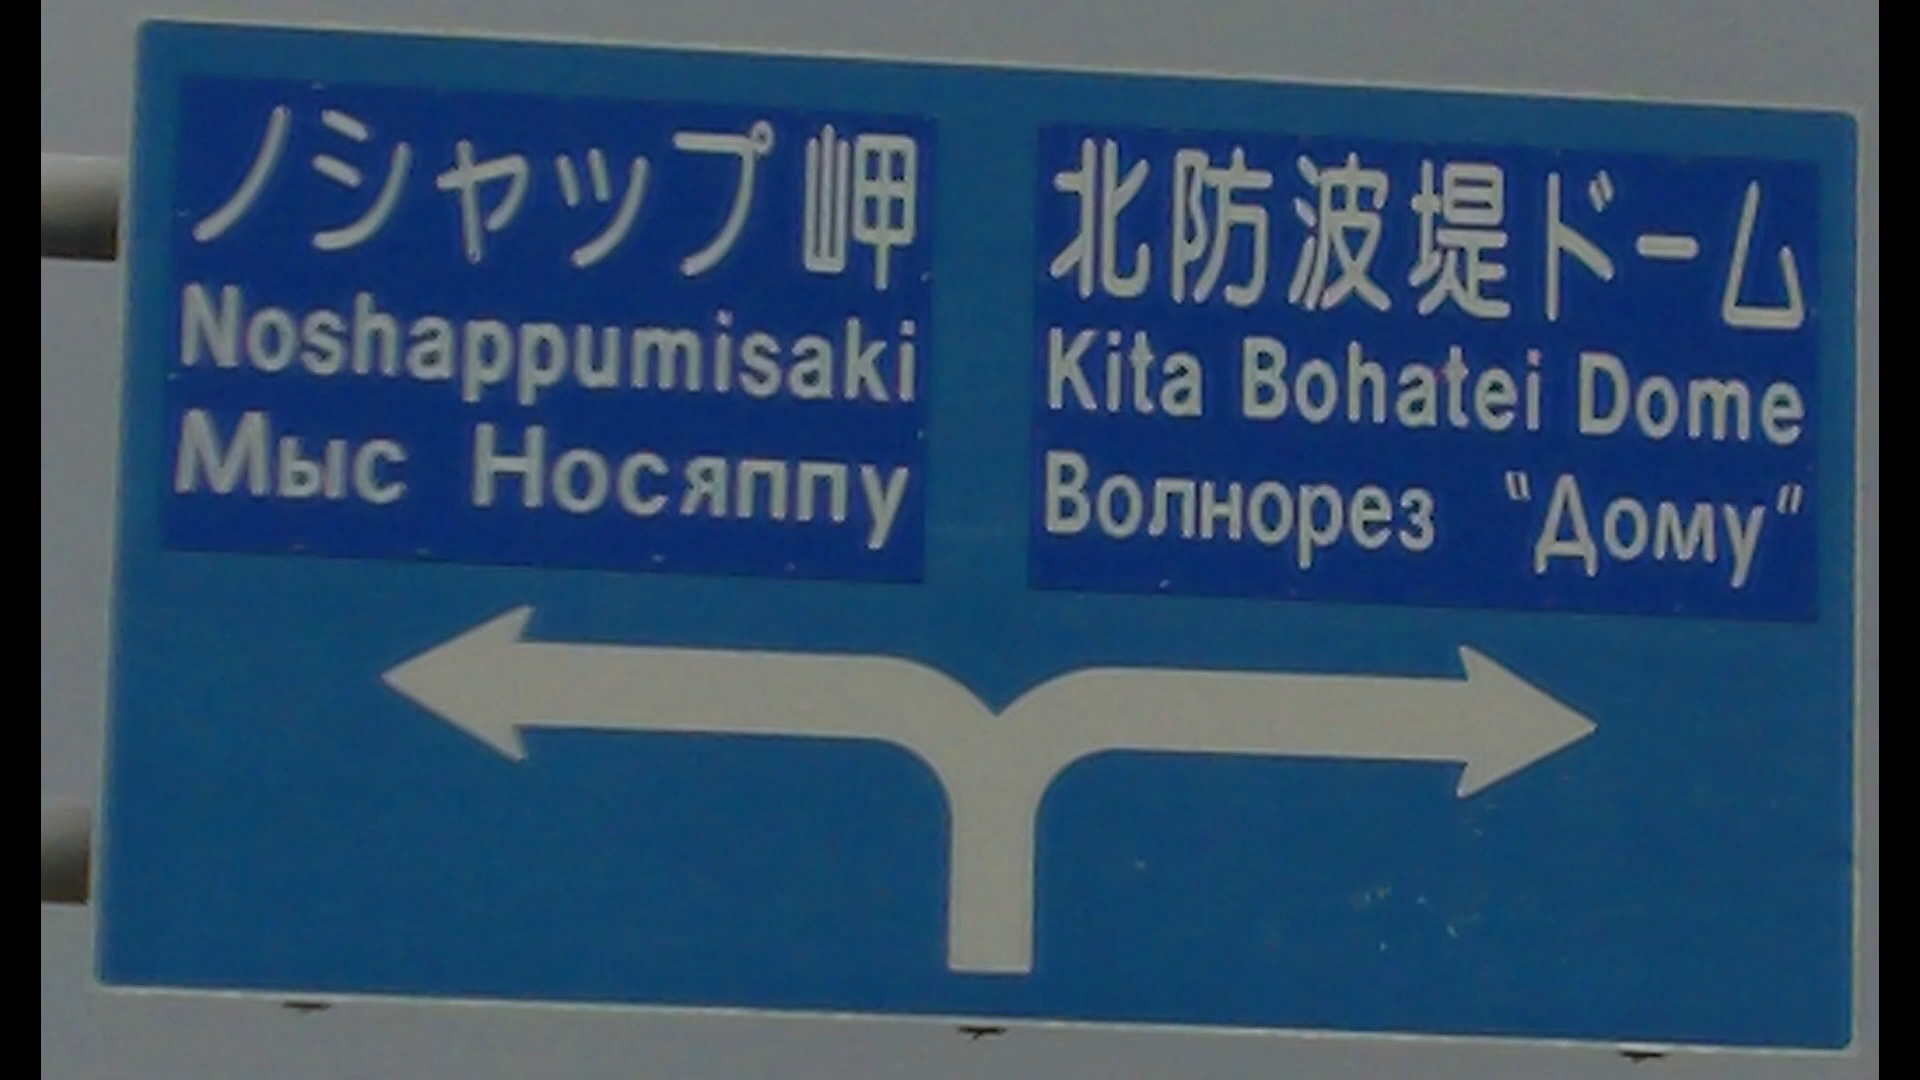 ノシャップ岬
Noshappumisaki
Мыс Носяппу
北防波堤ドーム
Kita Bohatei Dome
Волнорез "Дому"